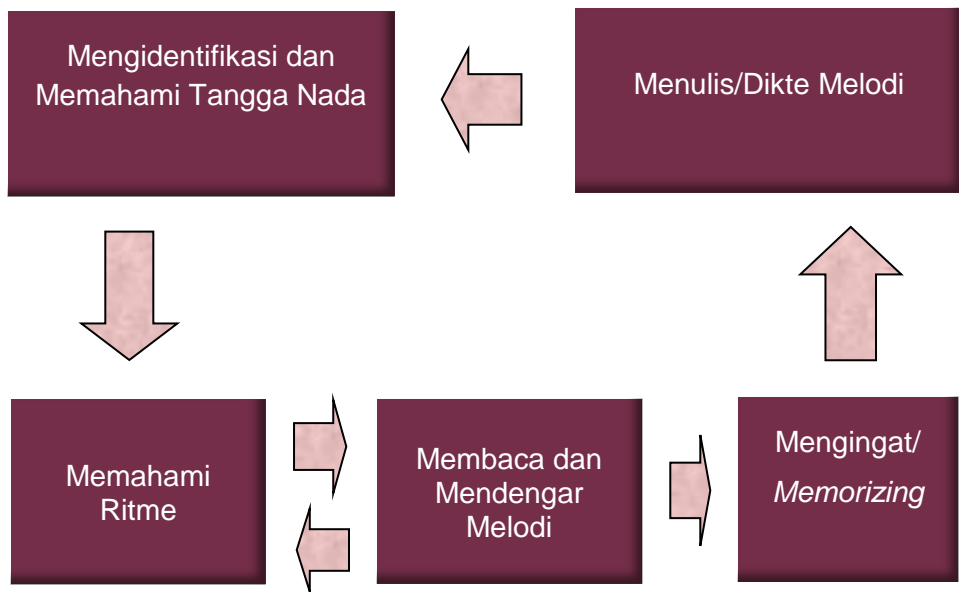 Mengidentifikasi dan
Memahami Tangga Nada
Menulis/Dikte Melodi
Memahami
Ritme
Membaca dan
Mendengar
Melodi
Mengingat/
Memorizing